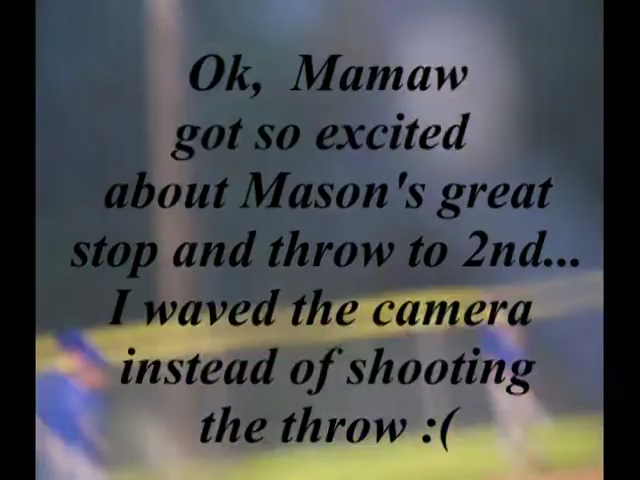 Ok, Mamaw
got so excited
about Mason's great
stop and throw to 2nd...
I waved the camera
instead of shooting
the throw :(